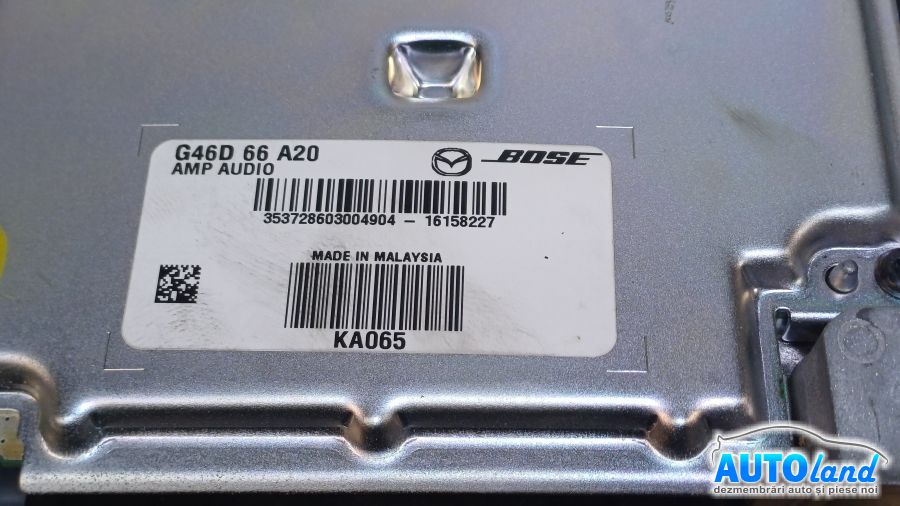 G46D 66 A20
AMP AUDIO
BOSE
353728603004904 - 16158227
MADE IN MALAYSIA
KA065
AUTOland
dezmembrări auto și piese noi